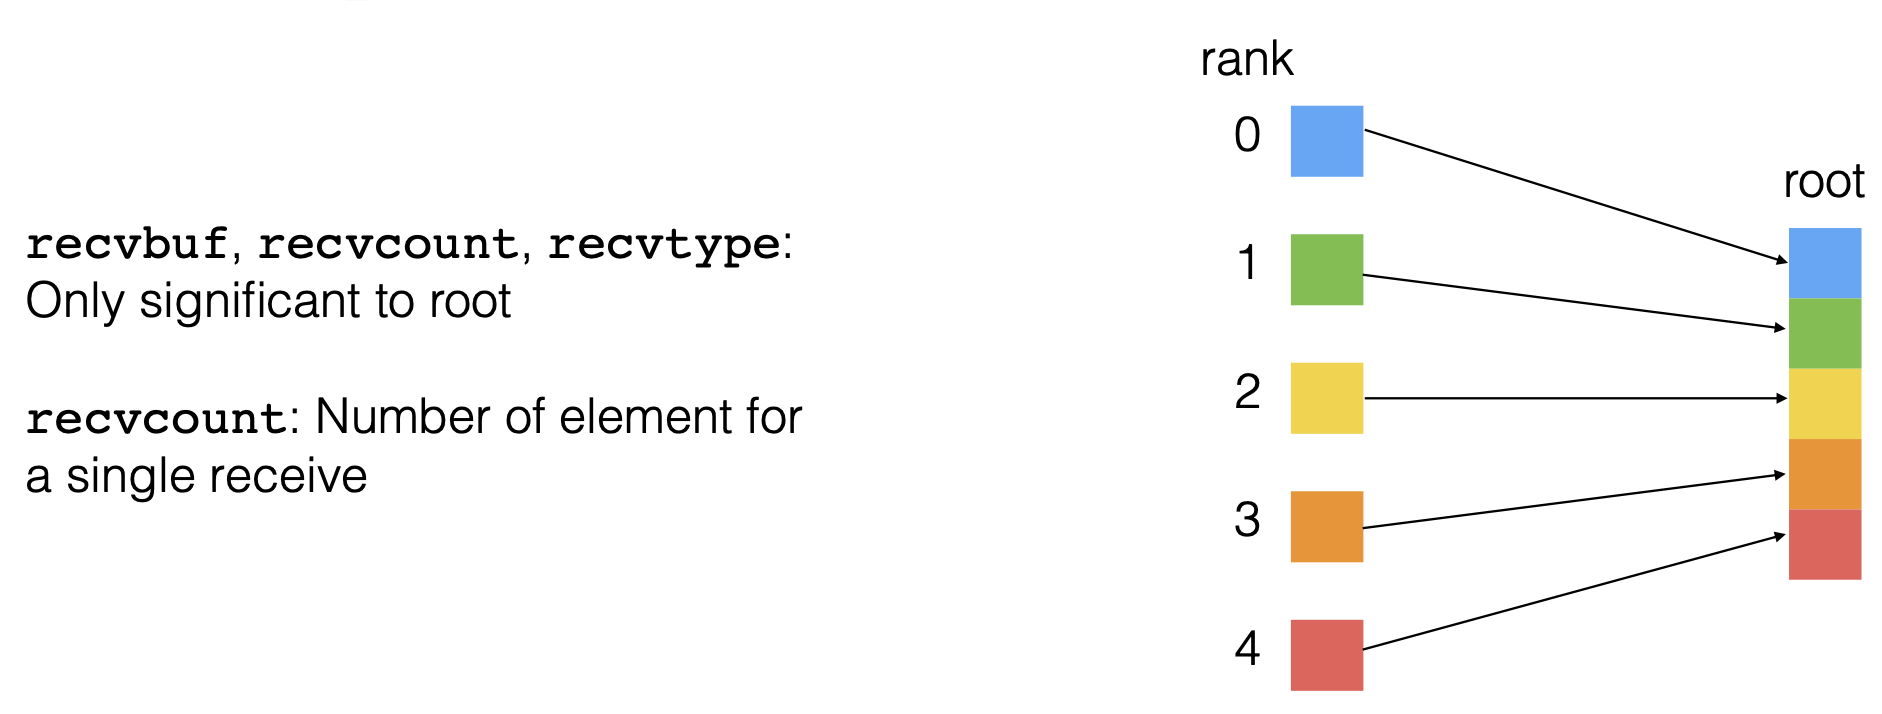 recvbuf, recvcount, recvtype:
Only significant to root
recvcount: Number of element for
a single receive
rank
0
1
2
3
4
root